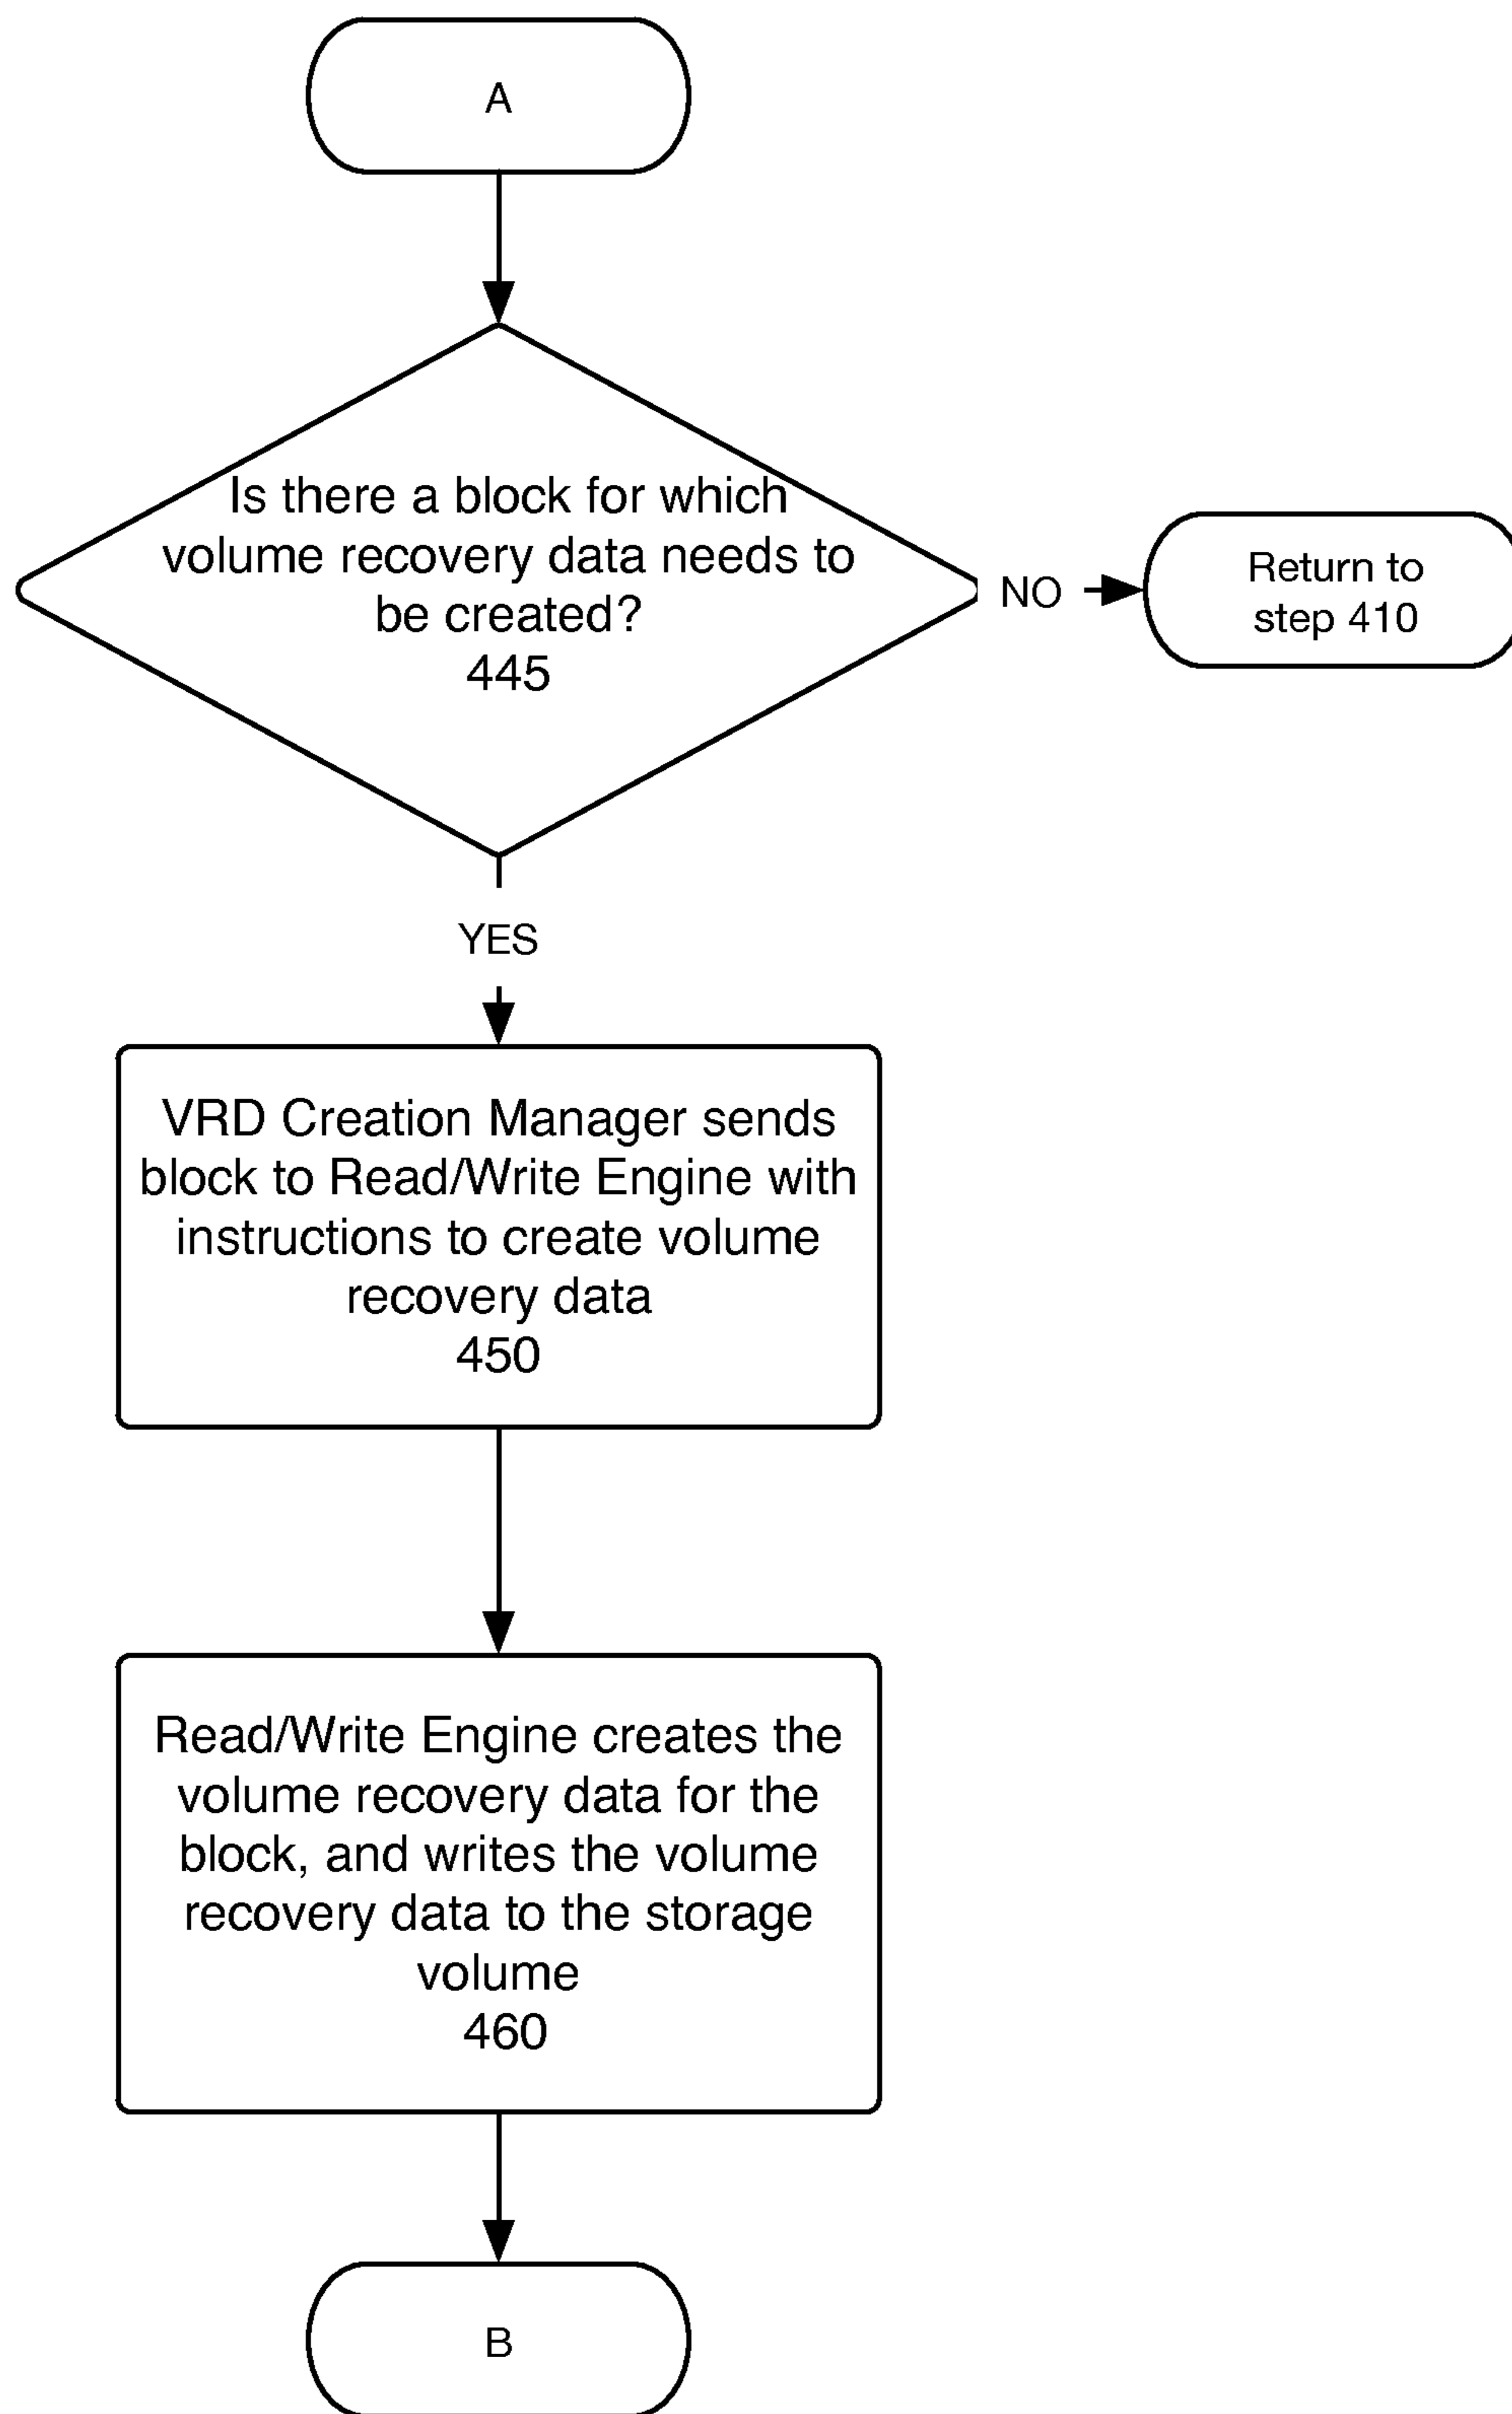 A
Is there a block for which
volume recovery data needs to
be created?
445
NO
Return to
step 410
YES
VRD Creation Manager sends
block to Read/Write Engine with
instructions to create volume
recovery data
450
Read/Write Engine creates the
volume recovery data for the
block, and writes the volume
recovery data to the storage
volume
460
B